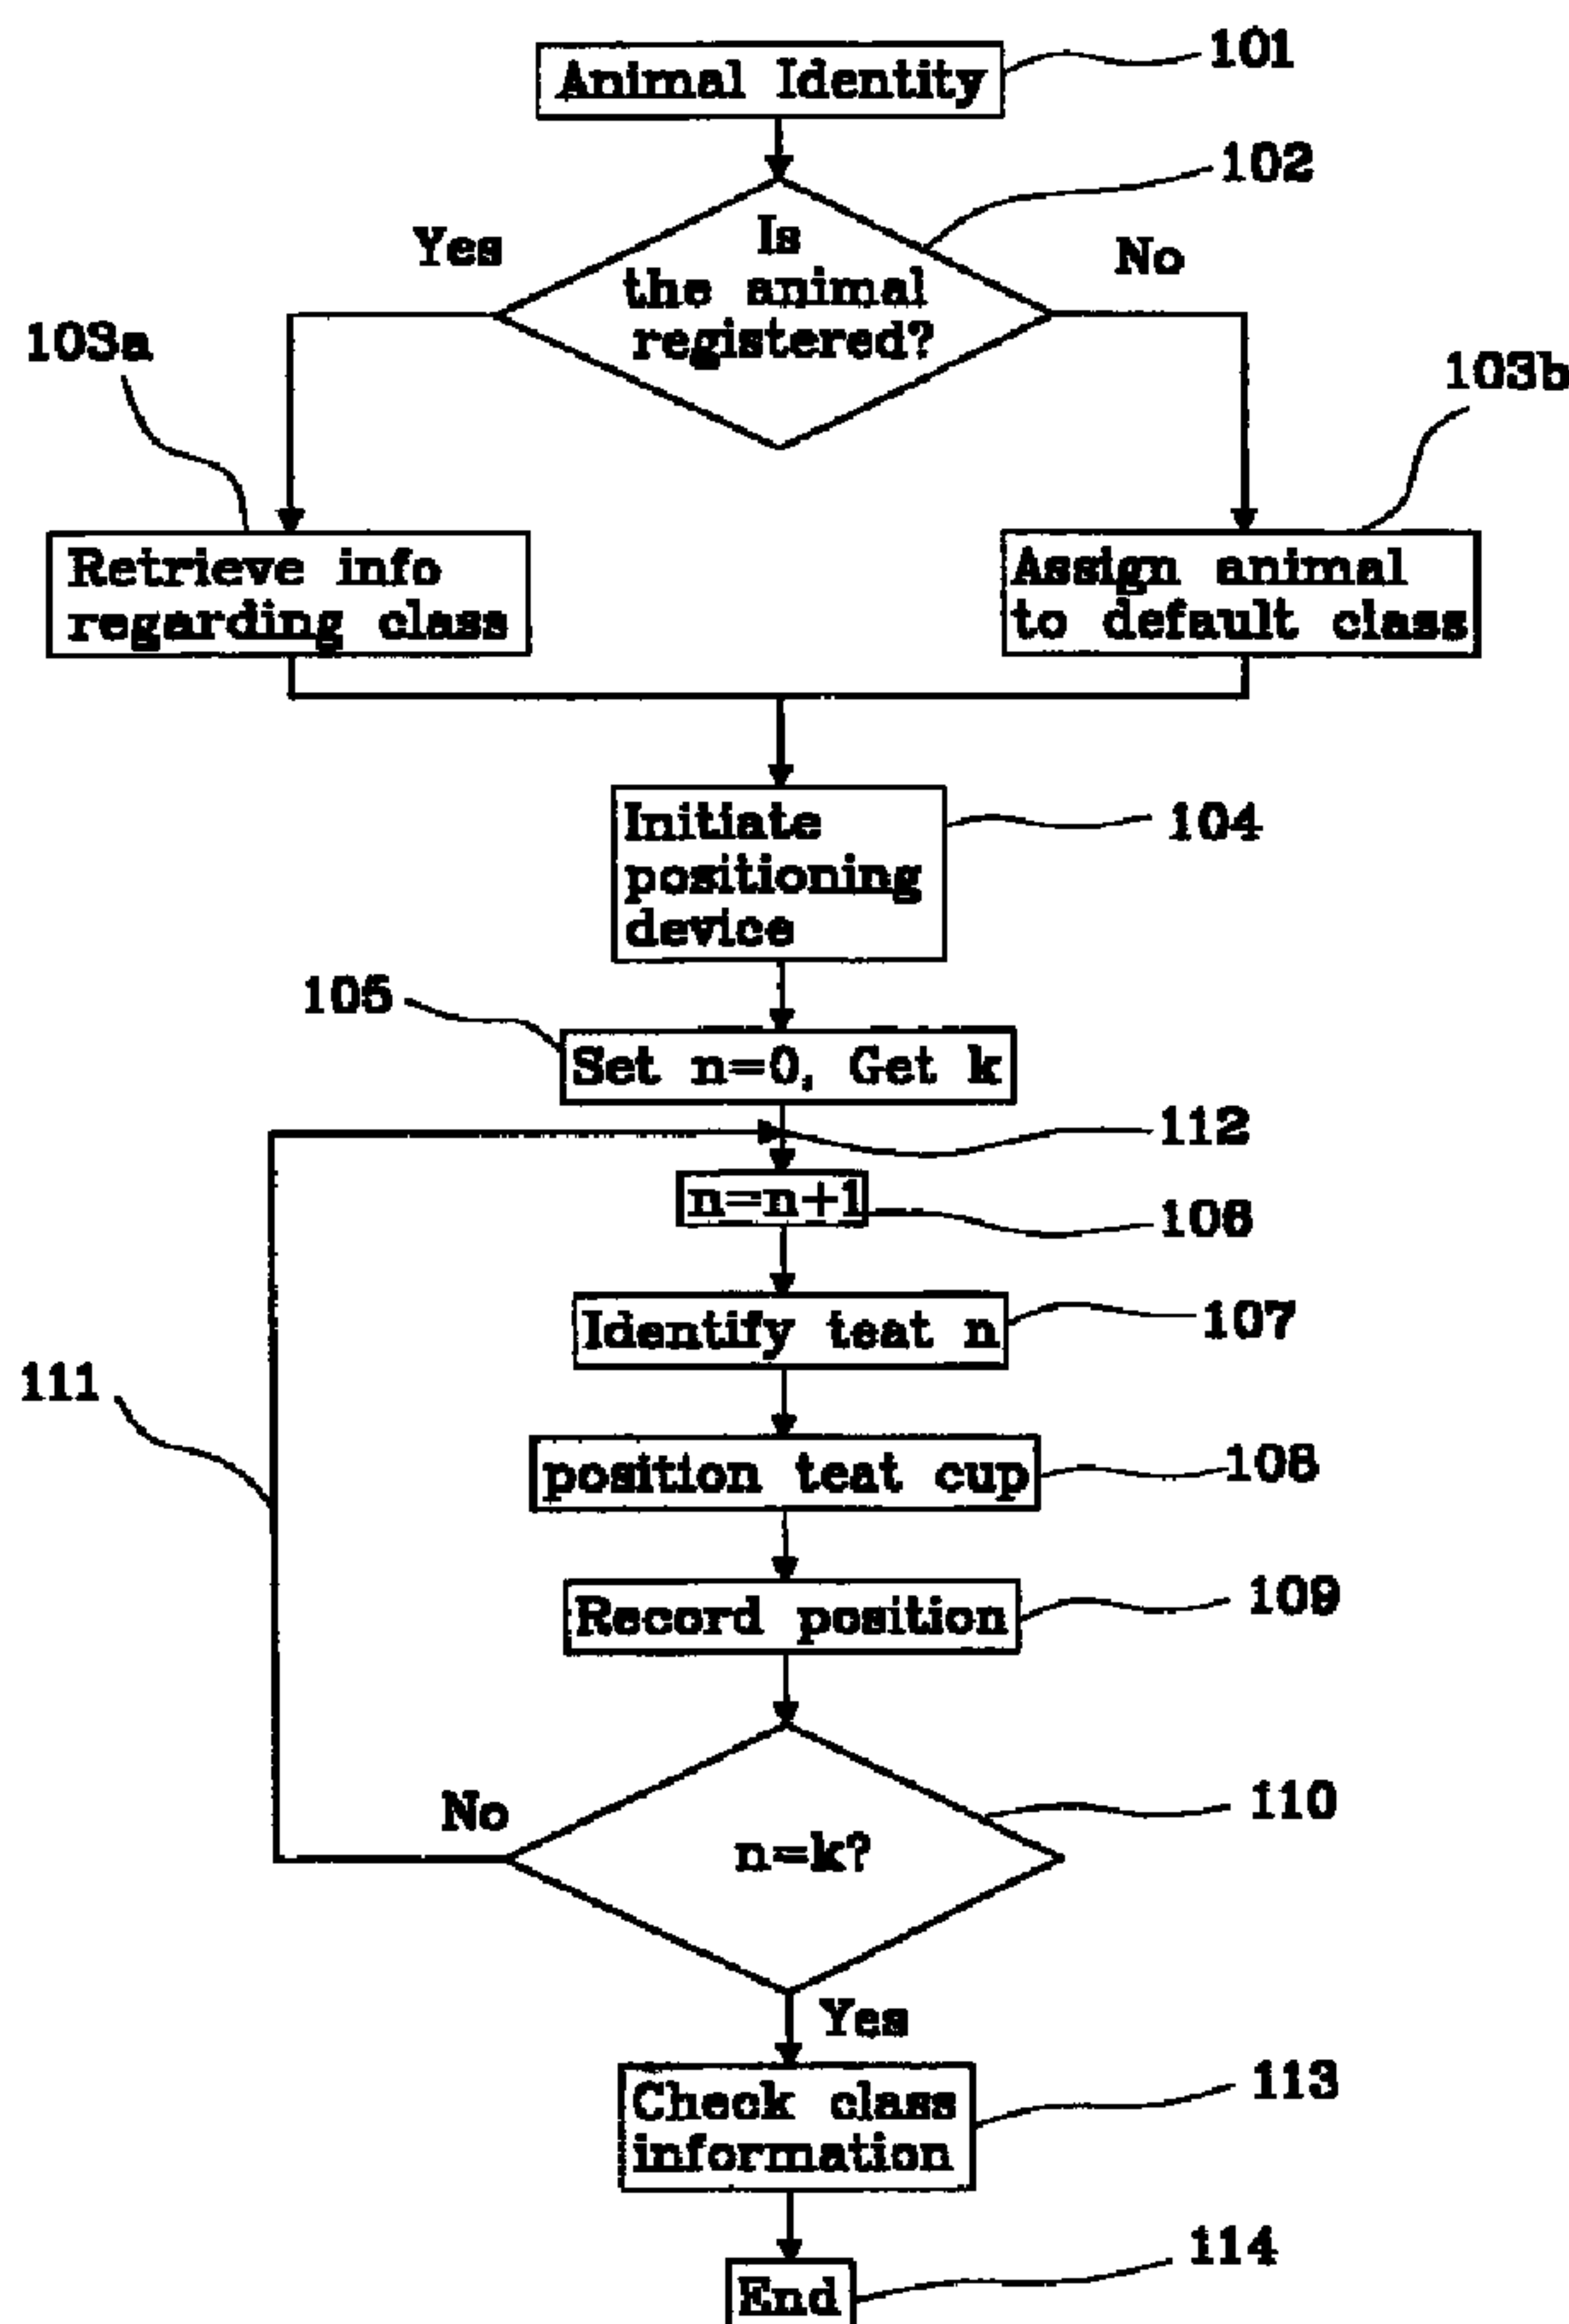 101
Animal Identity
102
Yes
No
Is
the animal
registered?
103a
103b
Retrieve info
regarding class
Assign animal
to default class
Initiate
positioning
device
104
105
Set n=0, Get k
112
n=n+1
106
Identify teat n
107
111
position teat cup
108
Record position
109
No
n=k?
110
Yes
Check class
information
113
End
114